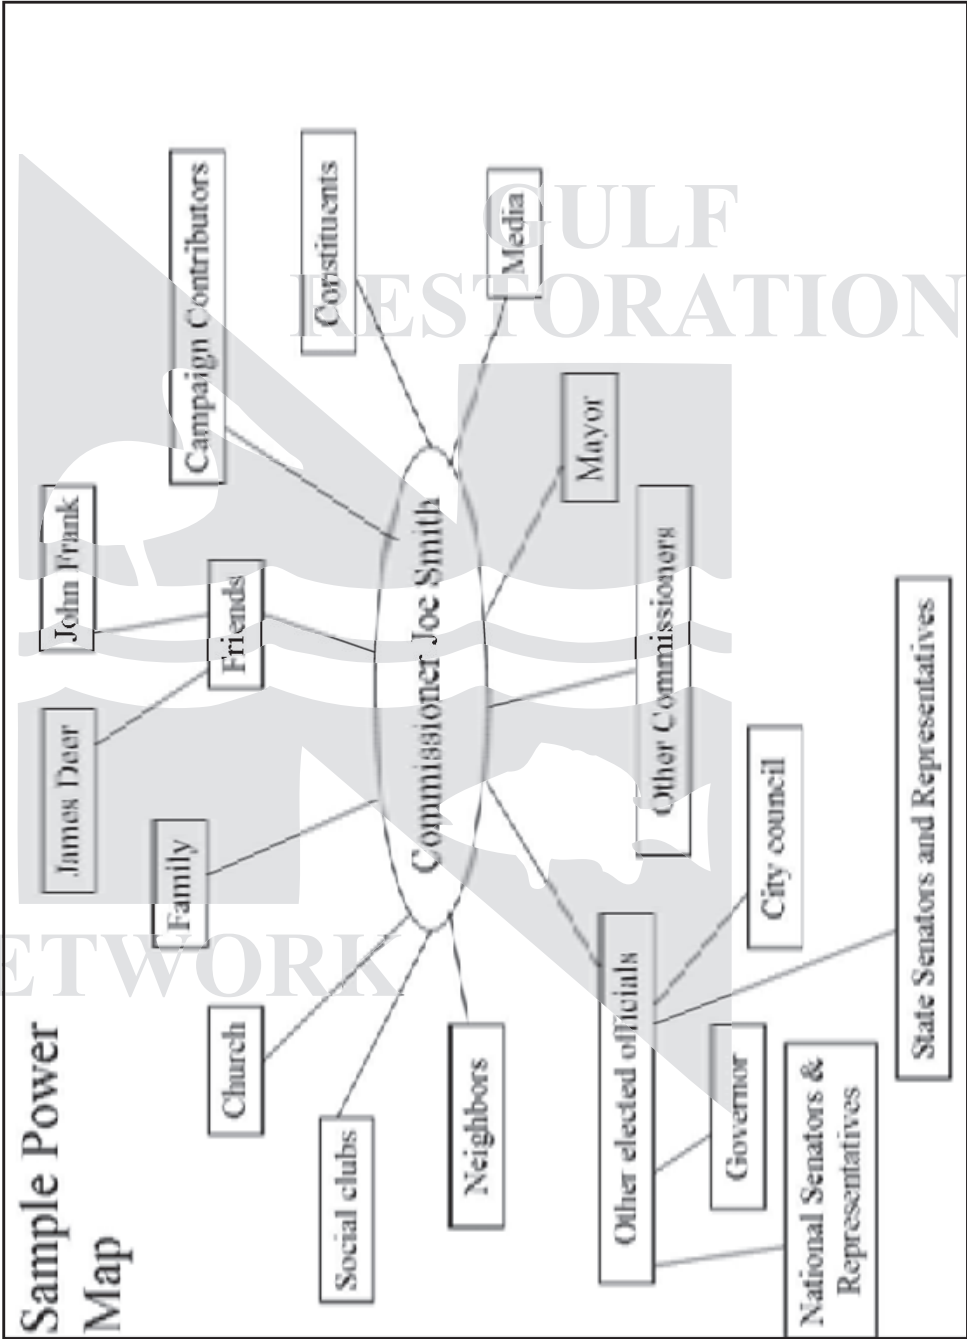 Sample Power
Map
James Deer
John Frank
Family
Friends
Campaign Contributors
Church
Social clubs
Constituents
Commissioner Joe Smith
Neighbors
Media
Mayor
Other Commissioners
Other elected officials
City council
Governor
National Senators &
Representatives
State Senators and Representatives
GULF
RESTORATION
ETWORK